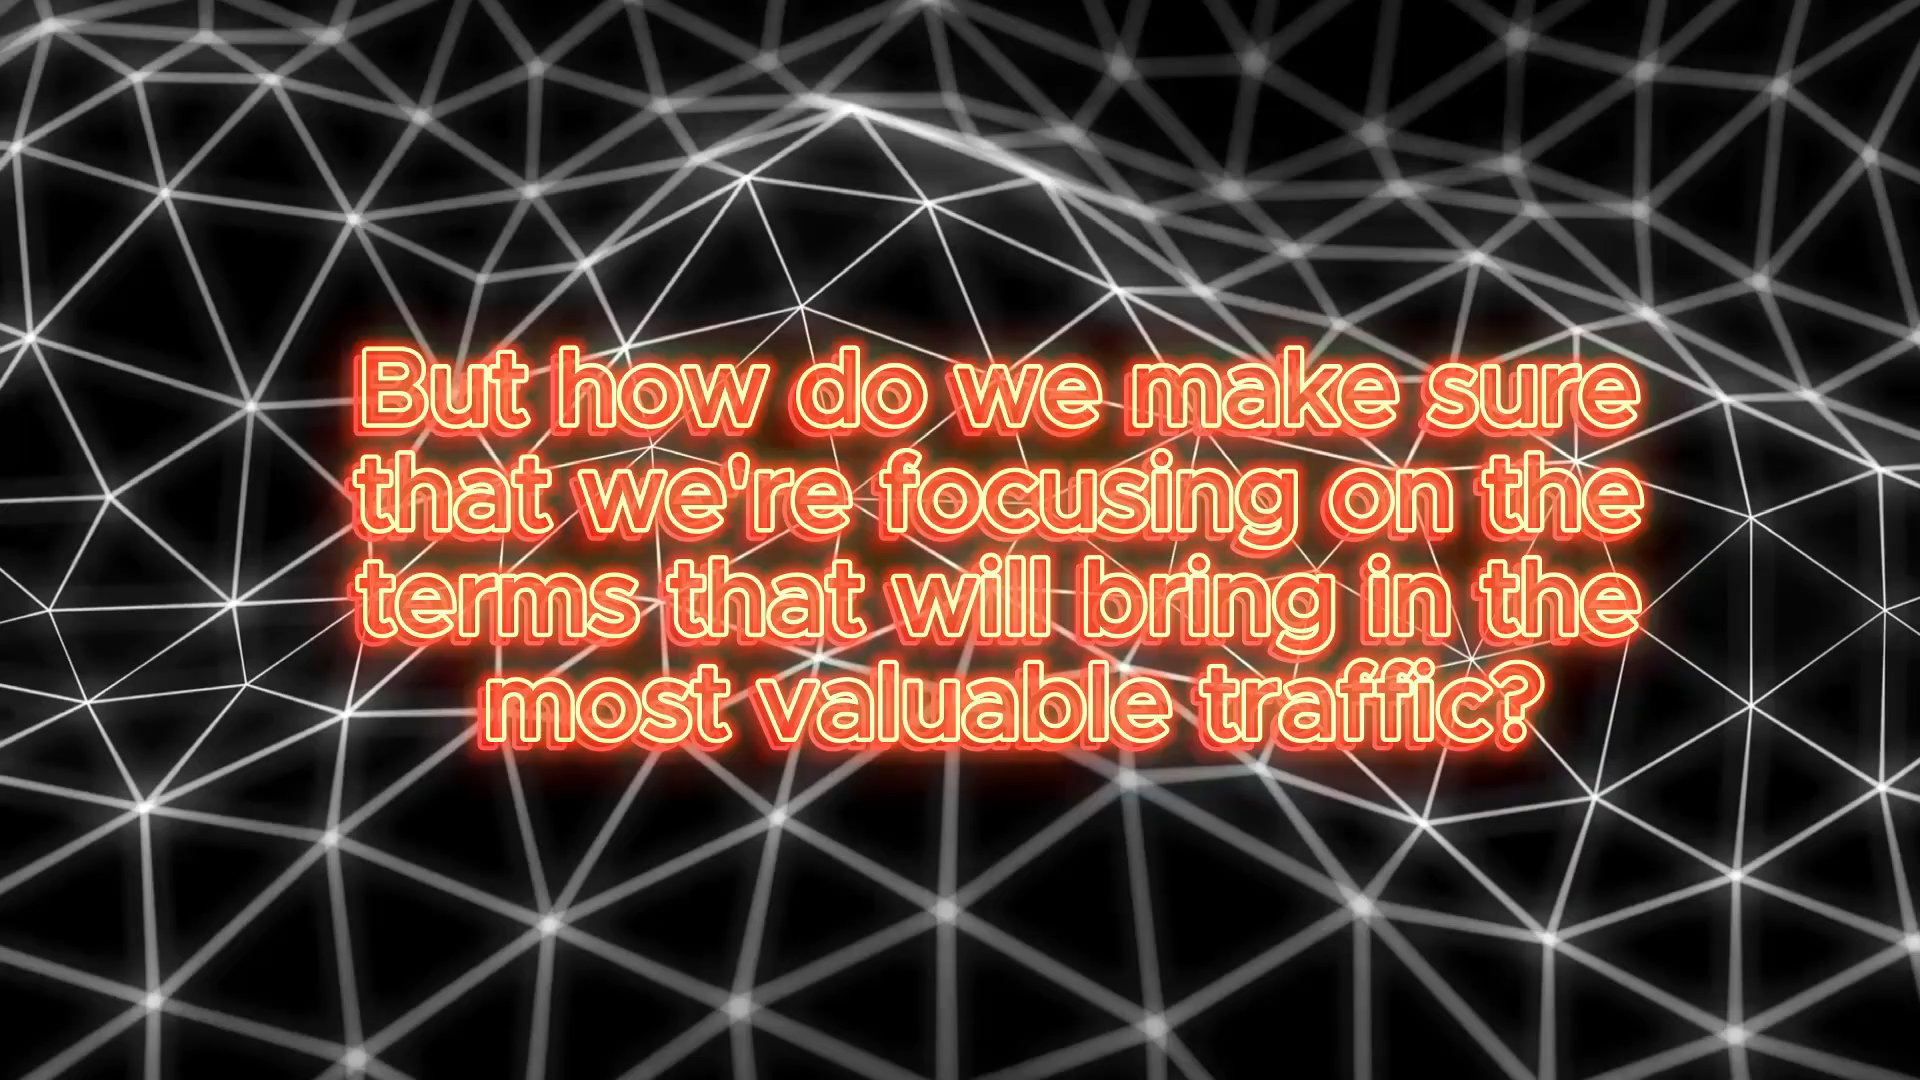 But how do we make sure
that we're focusing on the
terms that will bring in the
most valuable traffic?